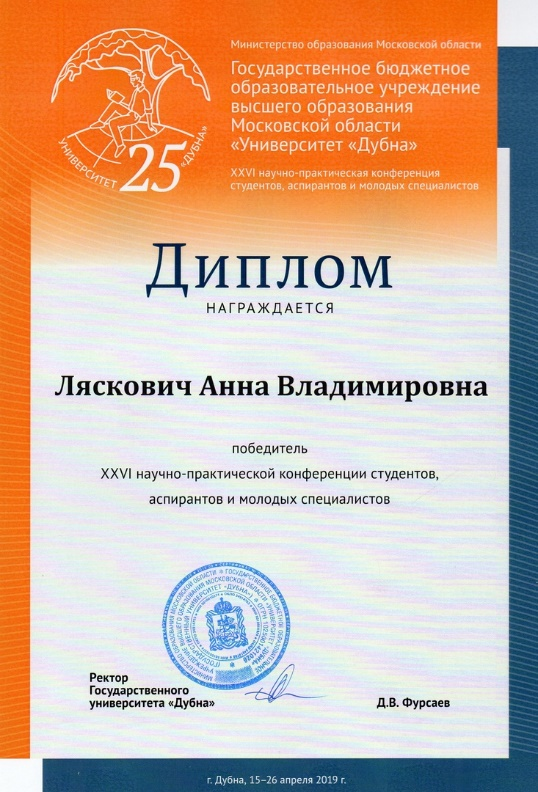 Министерство образования Московской области
Государственное бюджетное
образовательное учреждение
высшего образования
Московской области
«Университет «Дубна»
XXVI научно-практическая конференция
студентов, аспирантов и молодых специалистов
УНИВЕРСИТЕТ 25 «ДУБНА»
Диплом
НАГРАЖДАЕТСЯ
Ляскович Анна Владимировна
победитель
XXVI научно-практической конференции студентов,
аспирантов и молодых специалистов
Ректор
Государственного
университета «Дубна»
Д.В. Фурсаев
г. Дубна, 15–26 апреля 2019 г.